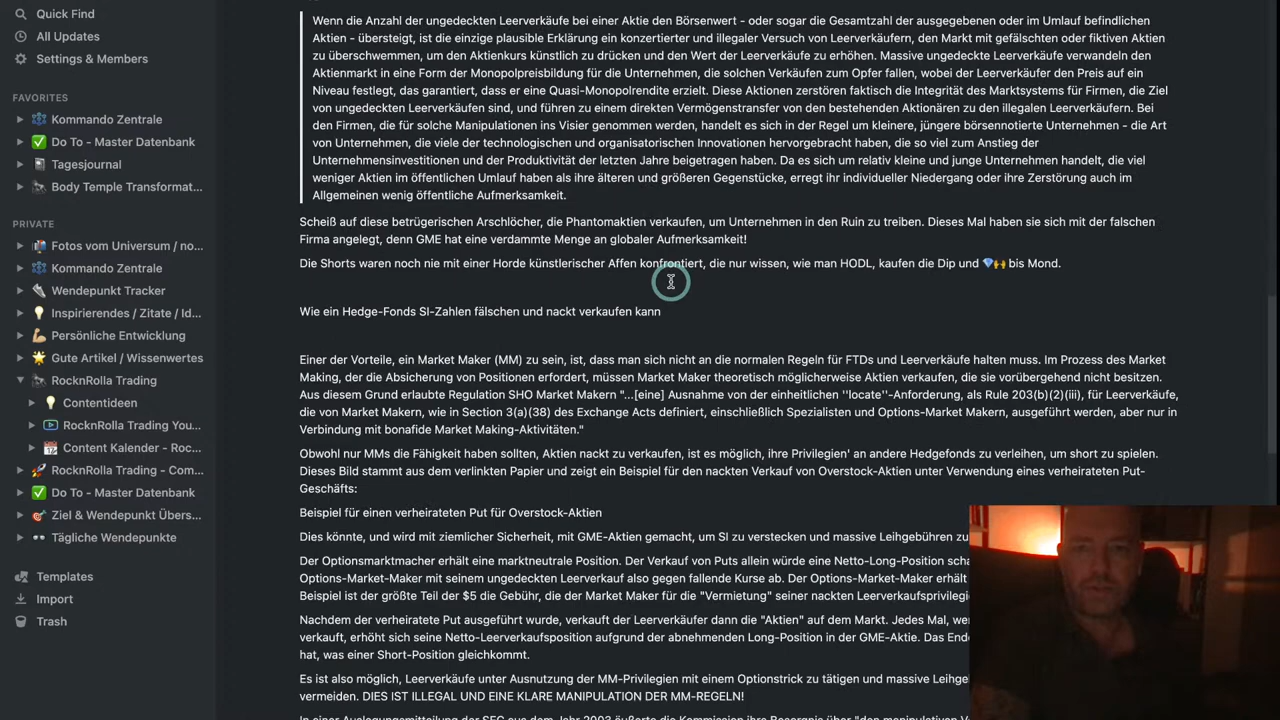 Quick Find
All Updates
Settings & Members
FAVORITES
Kommando Zentrale
Do To - Master Datenbank
Tagesjournal
Body Temple Transformat...
PRIVATE
Fotos vom Universum / no...
Kommando Zentrale
Wendepunkt Tracker
Inspirierendes / Zitate / Id...
Persönliche Entwicklung
Gute Artikel / Wissenwertes
RocknRolla Trading
Contentideen
RocknRolla Trading You...
Content Kalender - Roc...
RocknRolla Trading - Com...
Do To - Master Datenbank
Ziel & Wendepunkt Übers...
Tägliche Wendepunkte
Templates
Import
Trash
Wenn die Anzahl der ungedeckten Leerverkäufe bei einer Aktie den Börsenwert - oder sogar die Gesamtzahl der ausgegebenen oder im Umlauf befindlichen
Aktien - übersteigt, ist die einzige plausible Erklärung ein konzertierter und illegaler Versuch von Leerverkäufern, den Markt mit gefälschten oder fiktiven Aktien
zu überschwemmen, um den Aktienkurs künstlich zu drücken und den Wert der Leerverkäufe zu erhöhen. Massive ungedeckte Leerverkäufe verwandeln den
Aktienmarkt in eine Form der Monopolpreisbildung für die Unternehmen, die solchen Verkäufen zum Opfer fallen, wobei der Leerverkäufer den Preis auf ein
Niveau festlegt, das garantiert, dass er eine Quasi-Monopolrendite erzielt. Diese Aktionen zerstören faktisch die Integrität des Marktsystems für Firmen, die Ziel
von ungedeckten Leerverkäufen sind, und führen zu einem direkten Vermögenstransfer von den bestehenden Aktionären zu den illegalen Leerverkäufern. Bei
den Firmen, die für solche Manipulationen ins Visier genommen werden, handelt es sich in der Regel um kleinere, jüngere börsennotierte Unternehmen - die Art
von Unternehmen, die viele der technologischen und organisatorischen Innovationen hervorgebracht haben, die so viel zum Anstieg der
Unternehmensinvestitionen und der Produktivität der letzten Jahre beigetragen haben. Da es sich um relativ kleine und junge Unternehmen handelt, die viel
weniger Aktien im öffentlichen Umlauf haben als ihre älteren und größeren Gegenstücke, erregt ihr individueller Niedergang oder ihre Zerstörung auch im
Allgemeinen wenig öffentliche Aufmerksamkeit.
Scheiß auf diese betrügerischen Arschlöcher, die Phantomaktien verkaufen, um Unternehmen in den Ruin zu treiben. Dieses Mal haben sie sich mit der falschen
Firma angelegt, denn GME hat eine verdammte Menge an globaler Aufmerksamkeit!
Die Shorts waren noch nie mit einer Horde künstlerischer Affen konfrontiert, die nur wissen, wie man HODL, kaufen die Dip und 💎🙌 bis Mond.
Wie ein Hedge-Fonds SI-Zahlen fälschen und nackt verkaufen kann
Einer der Vorteile, ein Market Maker (MM) zu sein, ist, dass man sich nicht an die normalen Regeln für FTDs und Leerverkäufe halten muss. Im Prozess des Market
Making, der die Absicherung von Positionen erfordert, müssen Market Maker theoretisch möglicherweise Aktien verkaufen, die sie vorübergehend nicht besitzen.
Aus diesem Grund erlaubte Regulation SHO Market Makern "...[eine] Ausnahme von der einheitlichen ''locate''-Anforderung, als Rule 203(b)(2)(iii), für Leerverkäufe,
die von Market Makern, wie in Section 3(a)(38) des Exchange Acts definiert, einschließlich Spezialisten und Options-Market Makern, ausgeführt werden, aber nur in
Verbindung mit bonafide Market Making-Aktivitäten."
Obwohl nur MMs die Fähigkeit haben sollten, Aktien nackt zu verkaufen, ist es möglich, ihre Privilegien' an andere Hedgefonds zu verleihen, um short zu spielen.
Dieses Bild stammt aus dem verlinkten Papier und zeigt ein Beispiel für den nackten Verkauf von Overstock-Aktien unter Verwendung eines verheirateten Put-
Geschäfts:
Beispiel für einen verheirateten Put für Overstock-Aktien
Dies könnte, und wird mit ziemlicher Sicherheit, mit GME-Aktien gemacht, um SI zu verstecken und massive Leihgebühren zu
Der Optionsmarktmacher erhält eine marktneutrale Position. Der Verkauf von Puts allein würde eine Netto-Long-Position scha
Options-Market-Maker mit seinem ungedeckten Leerverkauf also gegen fallende Kurse ab. Der Options-Market-Maker erhält
Beispiel ist der größte Teil der $5 die Gebühr, die der Market Maker für die "Vermietung" seiner nackten Leerverkaufsprivilegi
Nachdem der verheiratete Put ausgeführt wurde, verkauft der Leerverkäufer dann die "Aktien" auf dem Markt. Jedes Mal, we
verkauft, erhöht sich seine Netto-Leerverkaufsposition aufgrund der abnehmenden Long-Position in der GME-Aktie. Das Ende
hat, was einer Short-Position gleichkommt.
Es ist also möglich, Leerverkäufe unter Ausnutzung der MM-Privilegien mit einem Optionstrick zu tätigen und massive Leihge
vermeiden. DIES IST ILLEGAL UND EINE KLARE MANIPULATION DER MM-REGELN!
In einer Auslegungsmitteilung der SEC aus dem Jahr 2003 äußerte die Kommission ihre Besorgnis über "den manipulativen V